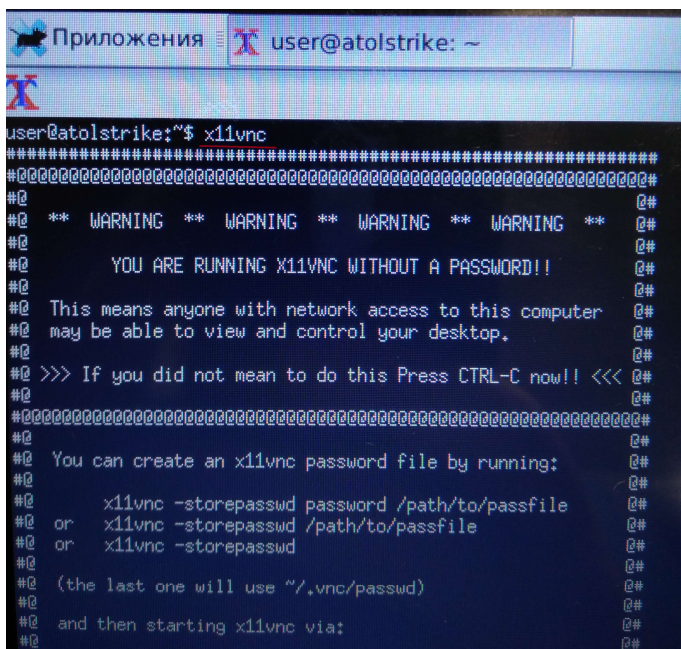 Приложения
user@atolstrike: ~
user@atolstrike:~$ x11vnc
###################################################################
#@@@@@@@@@@@@@@@@@@@@@@@@@@@@@@@@@@@@@@@@@@@@@@@@@@@@@@@@@@@@@@@@@#
#@ @#
#@ ** WARNING ** WARNING ** WARNING ** WARNING ** @#
#@ @#
#@ YOU ARE RUNNING X11VNC WITHOUT A PASSWORD!! @#
#@ @#
#@ This means anyone with network access to this computer @#
#@ may be able to view and control your desktop. @#
#@ @#
#@ >>> If you did not mean to do this Press CTRL-C now!! <<< @#
#@ @#
#@@@@@@@@@@@@@@@@@@@@@@@@@@@@@@@@@@@@@@@@@@@@@@@@@@@@@@@@@@@@@@@@@#
#@ @#
#@ You can create an x11vnc password file by running: @#
#@ @#
#@ x11vnc -storepasswd password /path/to/passfile @#
#@ or x11vnc -storepasswd /path/to/passfile @#
#@ or x11vnc -storepasswd @#
#@ @#
#@ (the last one will use ~/.vnc/passwd) @#
#@ @#
#@ and then starting x11vnc via: @#
#@ @#